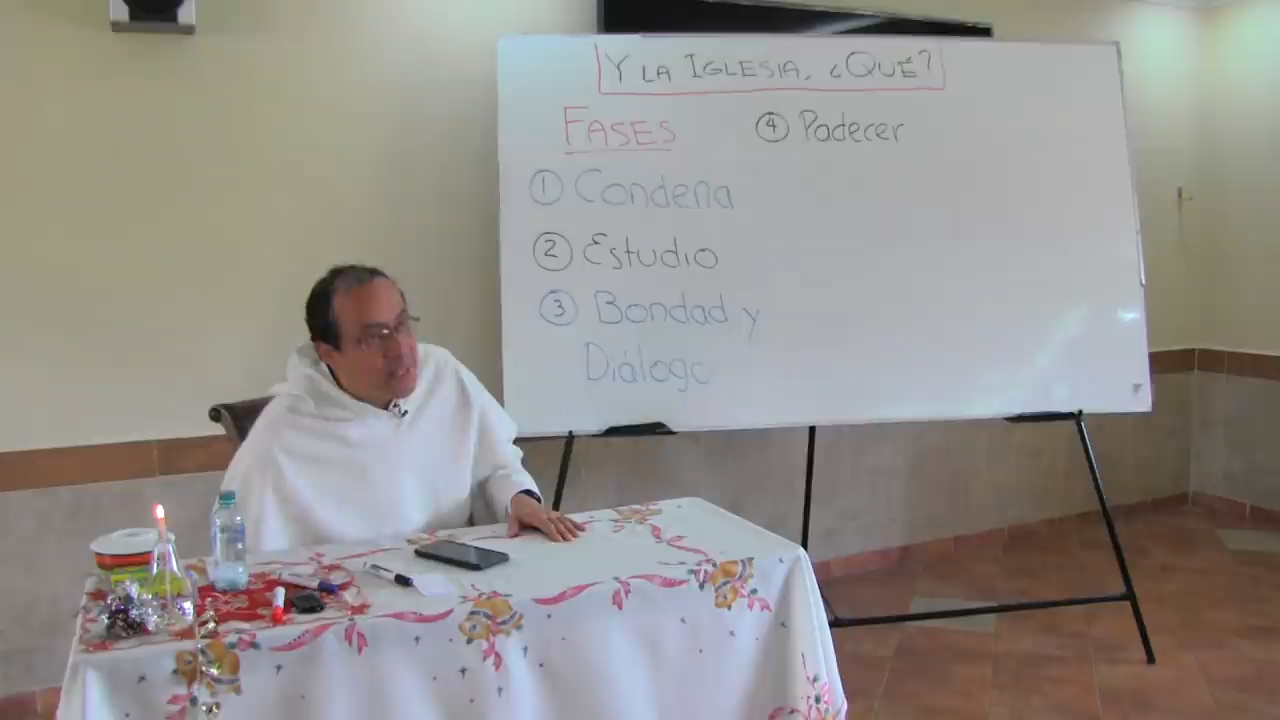 Y LA IGLESIA, ¿QUÉ?
FASES
① Condena
② Estudio
③ Bondad y
Diálogo
④ Padecer